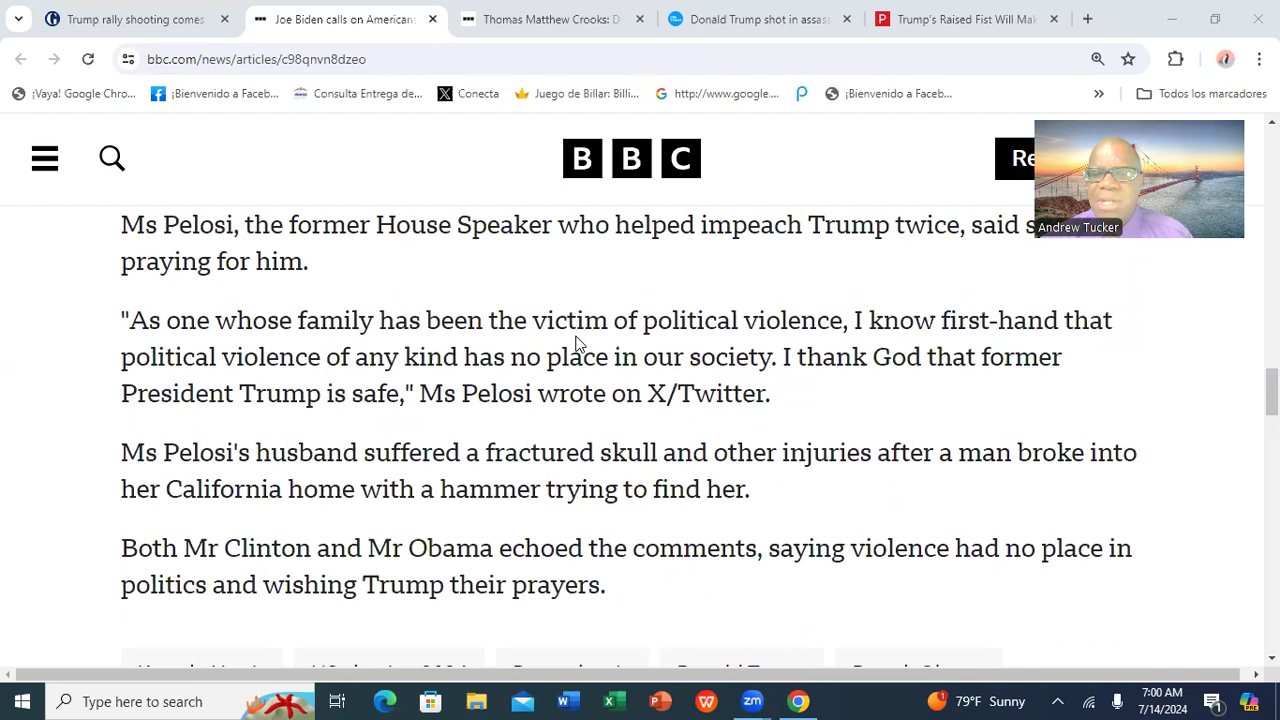 Trump rally shooting comes
Joe Biden calls on American
Thomas Matthew Crooks: D
Donald Trump shot in assas
Trump's Raised Fist Will Mak
bbc.com/news/articles/c98qnvn8dzeo
¡Vaya! Google Chro...
¡Bienvenido a Faceb...
Consulta Entrega de...
Conecta
Juego de Billar: Billi...
http://www.google....
¡Bienvenido a Faceb...
»
Todos los marcadores
BBC
Re
Andrew Tucker
Ms Pelosi, the former House Speaker who helped impeach Trump twice, said s
praying for him.
"As one whose family has been the victim of political violence, I know first-hand that
political violence of any kind has no place in our society. I thank God that former
President Trump is safe," Ms Pelosi wrote on X/Twitter.
Ms Pelosi's husband suffered a fractured skull and other injuries after a man broke into
her California home with a hammer trying to find her.
Both Mr Clinton and Mr Obama echoed the comments, saying violence had no place in
politics and wishing Trump their prayers.
Type here to search
79°F Sunny
7:00 AM
7/14/2024